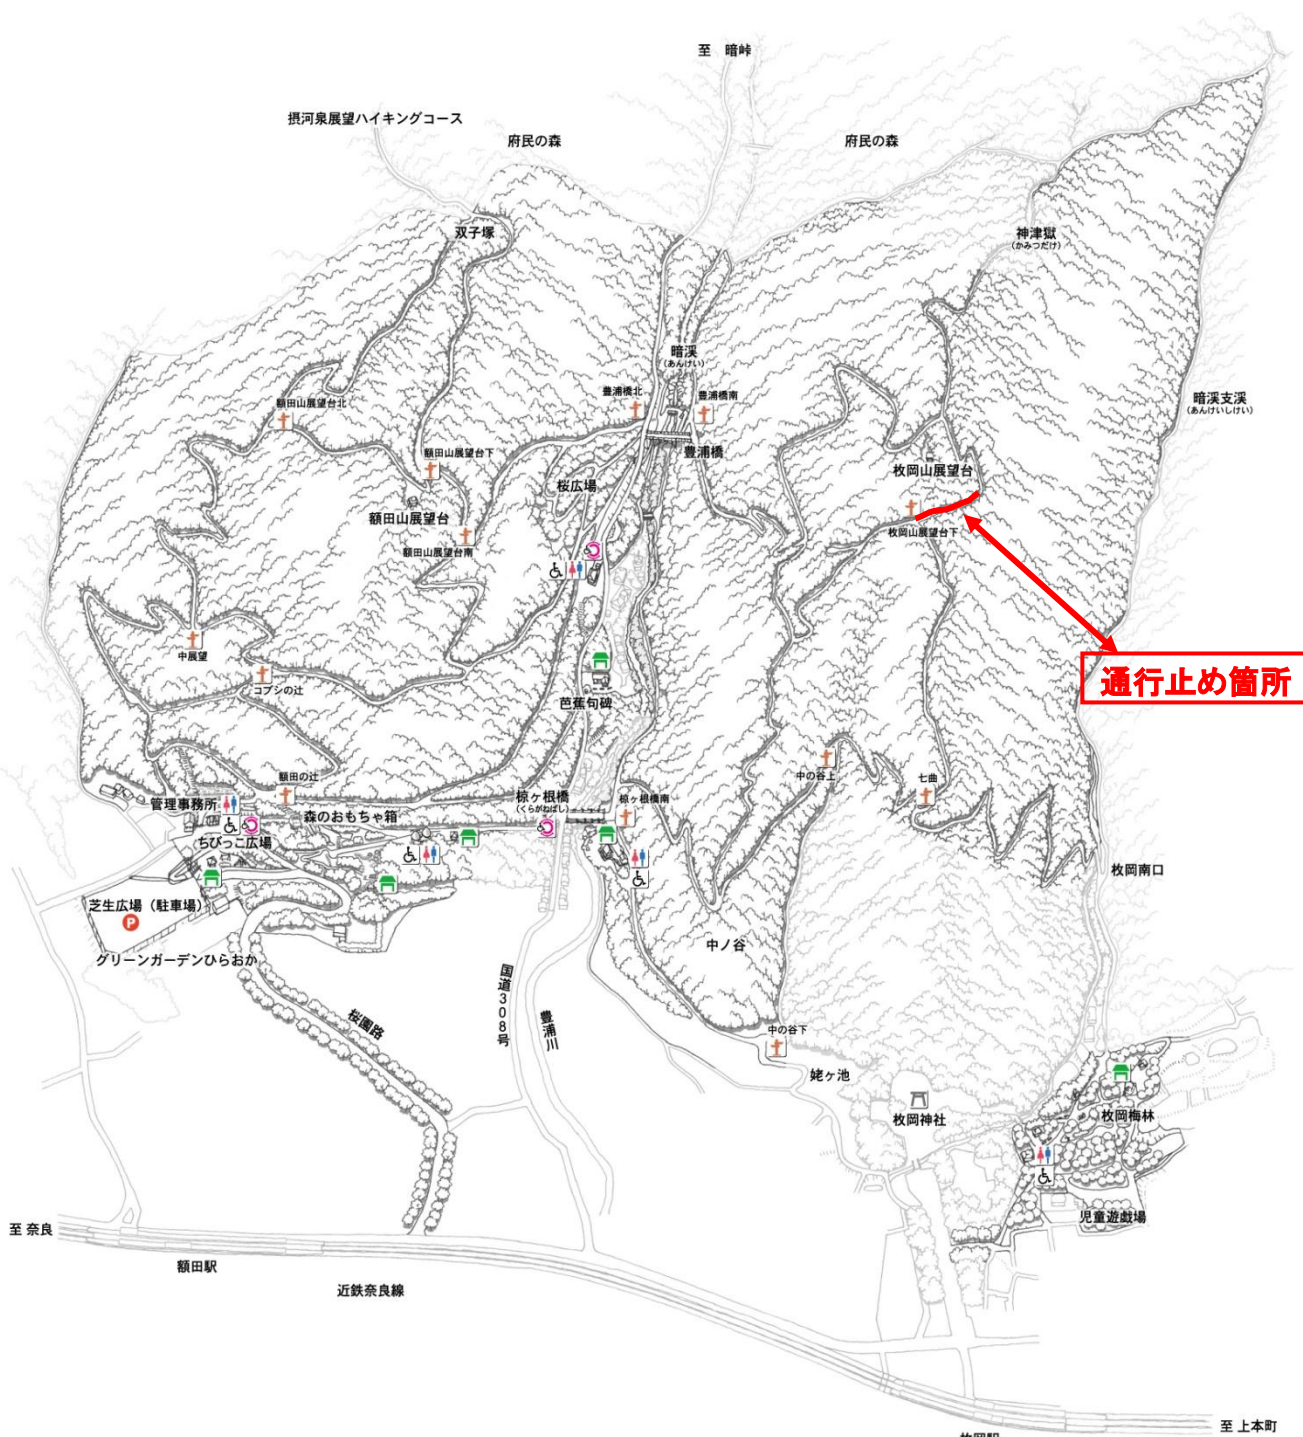 至 暗峠
摂河泉展望ハイキングコース
府民の森
府民の森
双子塚
神津嶽
(かみつだけ)
暗渓
(あんけい)
豊浦橋北
豊浦橋南
額田山展望台北
暗渓支渓
(あんけいしけい)
額田山展望台下
豊浦橋
枚岡山展望台
桜広場
額田山展望台
枚岡山展望台下
額田山展望台南
中展望
コブシの辻
通行止め箇所
芭蕉句碑
額田の辻
中の谷上
七曲
管理事務所
森のおもちゃ箱
椋ヶ根橋
(くらがねばし)
椋ヶ根橋南
ちびっこ広場
枚岡南口
芝生広場（駐車場）
P
中ノ谷
グリーンガーデンひらおか
国道308号
豊浦川
桜園路
中の谷下
姥ヶ池
枚岡神社
枚岡梅林
児童遊戯場
至 奈良
額田駅
近鉄奈良線
至 上本町